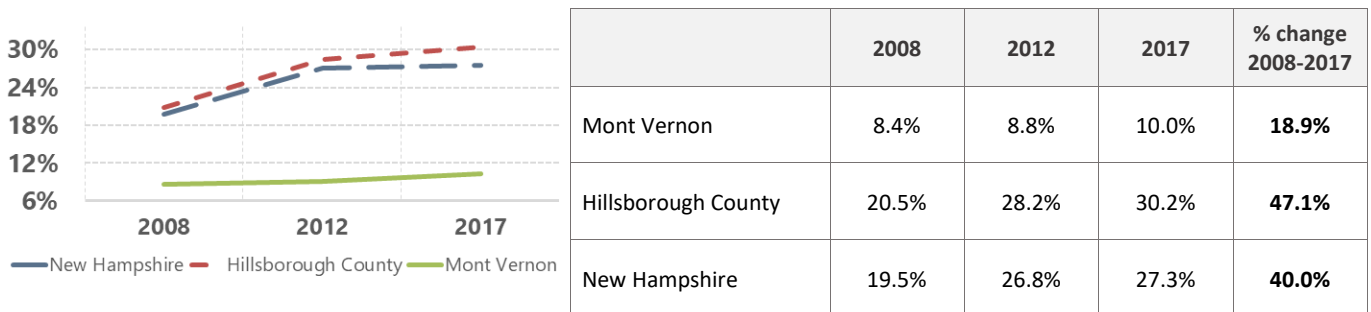 30%
24%
18%
12%
6%
2008 2012 2017
New Hampshire Hillsborough County Mont Vernon
2008 2012 2017 % change
2008-2017
Mont Vernon 8.4% 8.8% 10.0% 18.9%
Hillsborough County 20.5% 28.2% 30.2% 47.1%
New Hampshire 19.5% 26.8% 27.3% 40.0%